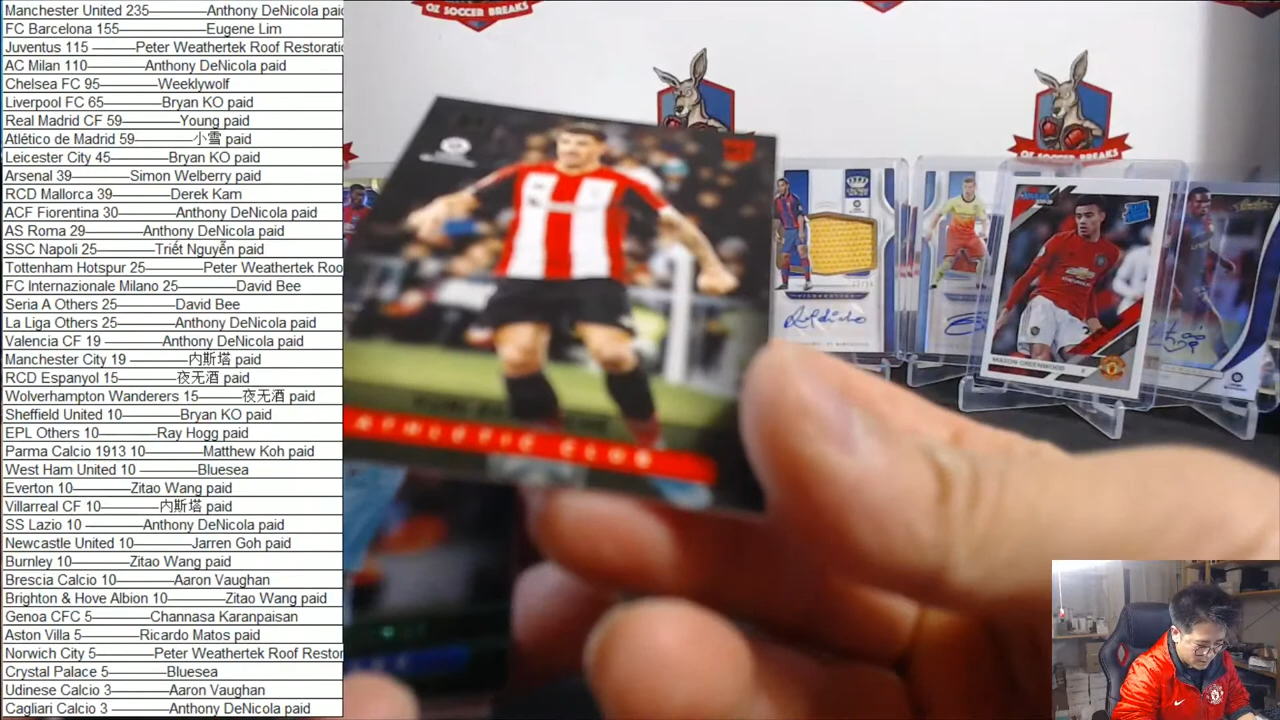 Manchester United 235————Anthony DeNicola paid
FC Barcelona 155————Eugene Lim
Juventus 115 ————Peter Weathertek Roof Restorati
AC Milan 110————Anthony DeNicola paid
Chelsea FC 95————Weeklywolf
Liverpool FC 65————Bryan KO paid
Real Madrid CF 59————Young paid
Atlético de Madrid 59————小雪 paid
Leicester City 45————Bryan KO paid
Arsenal 39————Simon Welberry paid
RCD Mallorca 39————Derek Kam
ACF Fiorentina 30————Anthony DeNicola paid
AS Roma 29————Anthony DeNicola paid
SSC Napoli 25————Triết Nguyễn paid
Tottenham Hotspur 25————Peter Weathertek Roo
FC Internazionale Milano 25————David Bee
Seria A Others 25————David Bee
La Liga Others 25————Anthony DeNicola paid
Valencia CF 19————Anthony DeNicola paid
Manchester City 19 ————内斯塔 paid
RCD Espanyol 15————夜无酒 paid
Wolverhampton Wanderers 15————夜无酒 paid
Sheffield United 10————Bryan KO paid
EPL Others 10————Ray Hogg paid
Parma Calcio 1913 10————Matthew Koh paid
West Ham United 10 ————Bluesea
Everton 10————Zitao Wang paid
Villarreal CF 10————内斯塔 paid
SS Lazio 10 ————Anthony DeNicola paid
Newcastle United 10————Jarren Goh paid
Burnley 10————Zitao Wang paid
Brescia Calcio 10————Aaron Vaughan
Brighton & Hove Albion 10————Zitao Wang paid
Genoa CFC 5————Channasa Karanpaisan
Aston Villa 5————Ricardo Matos paid
Norwich City 5————Peter Weathertek Roof Restor
Crystal Palace 5————Bluesea
Udinese Calcio 3————Aaron Vaughan
Cagliari Calcio 3————Anthony DeNicola paid
OZ SOCCER BREAKS
OZ SOCCER BREAKS
ATHLETIC CLUB
MASON GREENWOOD